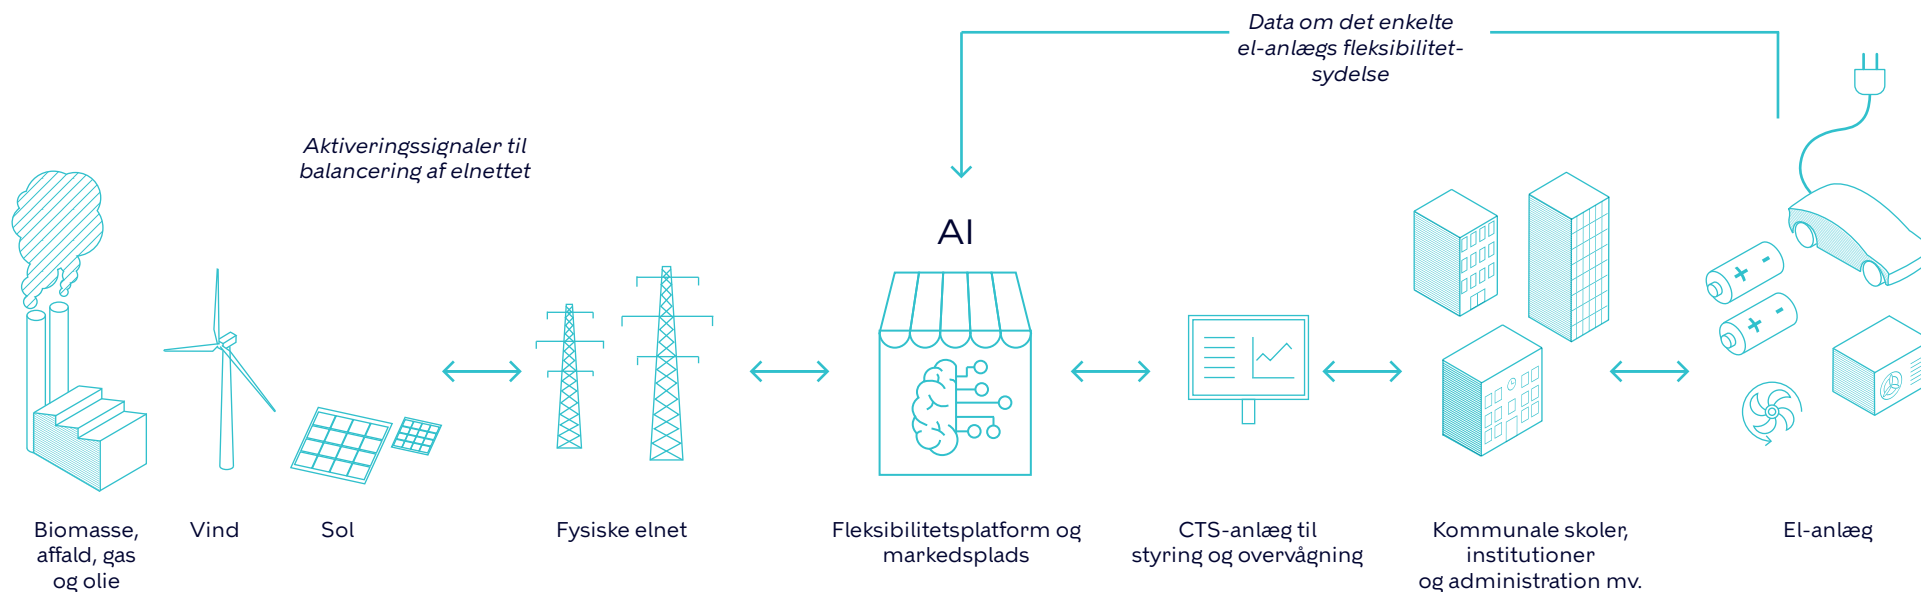 Data om det enkelte
el-anlægs fleksibilitet-
sydelse
Aktiveringssignaler til
balancering af elnettet
AI
Biomasse,
affald, gas
og olie
Vind
Sol
Fysiske elnet
Fleksibilitetsplatform og
markedsplads
CTS-anlæg til
styring og overvågning
Kommunale skoler,
institutioner
og administration mv.
El-anlæg